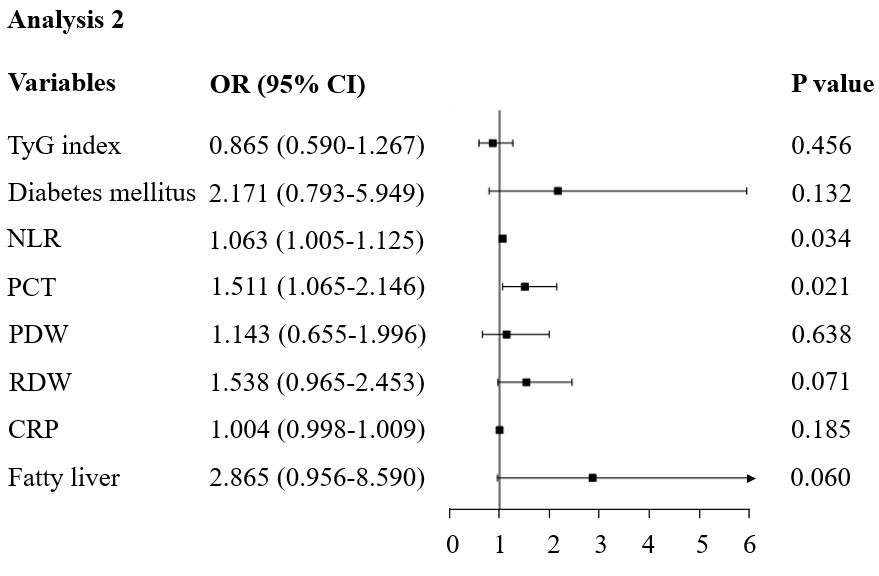 Analysis 2
Variables OR (95% CI) P value
TyG index 0.865 (0.590-1.267) 0.456
Diabetes mellitus 2.171 (0.793-5.949) 0.132
NLR 1.063 (1.005-1.125) 0.034
PCT 1.511 (1.065-2.146) 0.021
PDW 1.143 (0.655-1.996) 0.638
RDW 1.538 (0.965-2.453) 0.071
CRP 1.004 (0.998-1.009) 0.185
Fatty liver 2.865 (0.956-8.590) 0.060
0 1 2 3 4 5 6